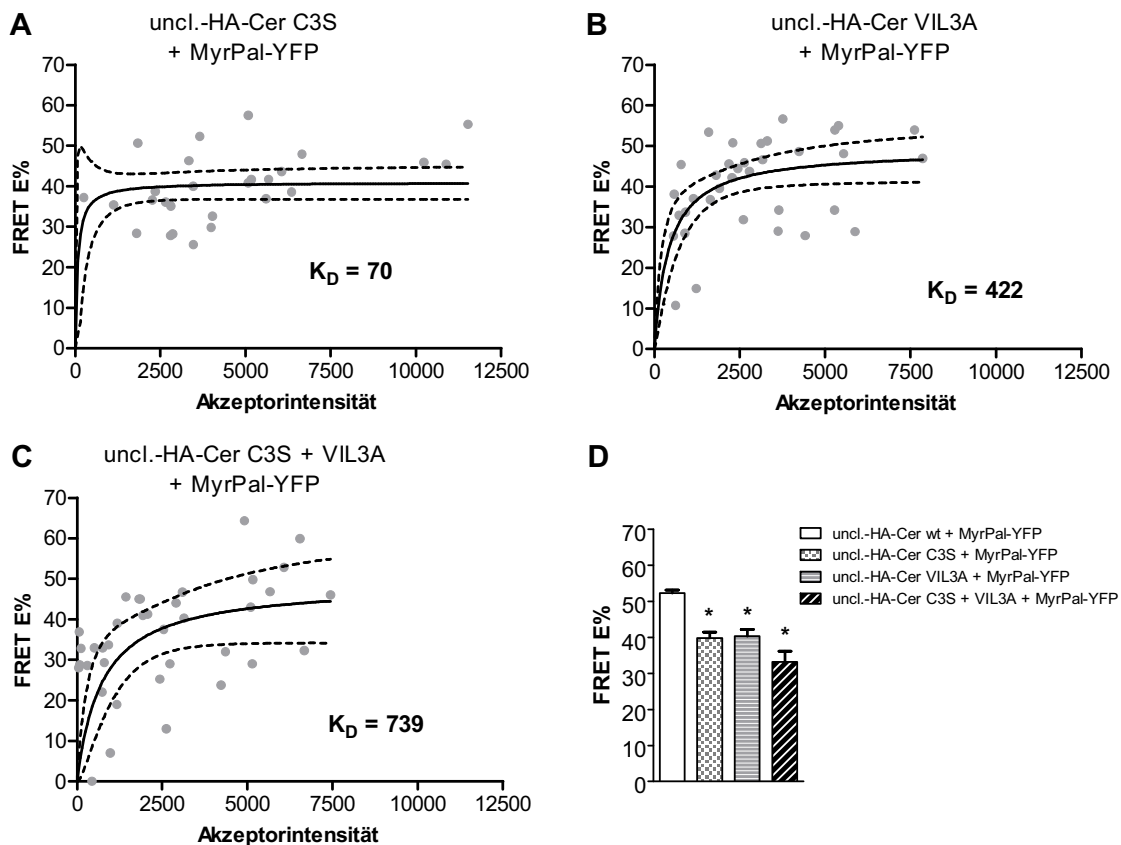 A
uncl.-HA-Cer C3S
+ MyrPal-YFP
70
60
50
40
30
20
10
0
FRET E%
K_D = 70
0 2500 5000 7500 10000 12500
Akzeptorintensität
B
uncl.-HA-Cer VIL3A
+ MyrPal-YFP
70
60
50
40
30
20
10
0
FRET E%
K_D = 422
0 2500 5000 7500 10000 12500
Akzeptorintensität
C
uncl.-HA-Cer C3S + VIL3A
+ MyrPal-YFP
70
60
50
40
30
20
10
0
FRET E%
K_D = 739
0 2500 5000 7500 10000 12500
Akzeptorintensität
D
70
60
50
40
30
20
10
0
FRET E%
* * *
uncl.-HA-Cer wt + MyrPal-YFP
uncl.-HA-Cer C3S + MyrPal-YFP
uncl.-HA-Cer VIL3A + MyrPal-YFP
uncl.-HA-Cer C3S + VIL3A + MyrPal-YFP